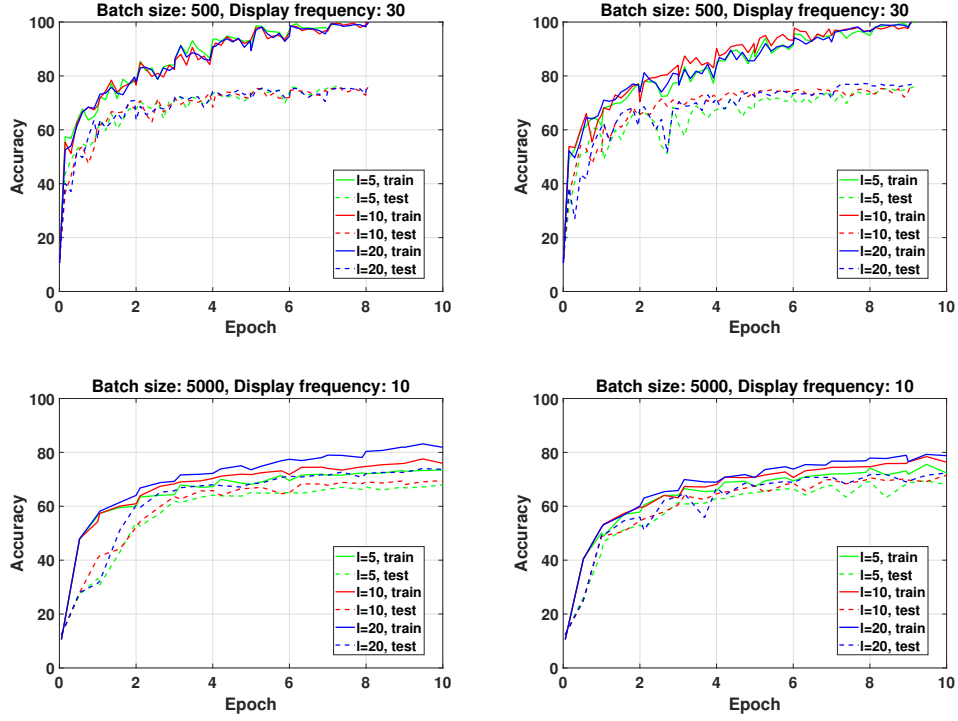 Batch size: 500, Display frequency: 30
100
80
60
40
20
0
Accuracy
l=5, train
l=5, test
l=10, train
l=10, test
l=20, train
l=20, test
0 2 4 6 8 10
Epoch
Batch size: 500, Display frequency: 30
100
80
60
40
20
0
Accuracy
l=5, train
l=5, test
l=10, train
l=10, test
l=20, train
l=20, test
0 2 4 6 8 10
Epoch
Batch size: 5000, Display frequency: 10
100
80
60
40
20
0
Accuracy
l=5, train
l=5, test
l=10, train
l=10, test
l=20, train
l=20, test
0 2 4 6 8 10
Epoch
Batch size: 5000, Display frequency: 10
100
80
60
40
20
0
Accuracy
l=5, train
l=5, test
l=10, train
l=10, test
l=20, train
l=20, test
0 2 4 6 8 10
Epoch